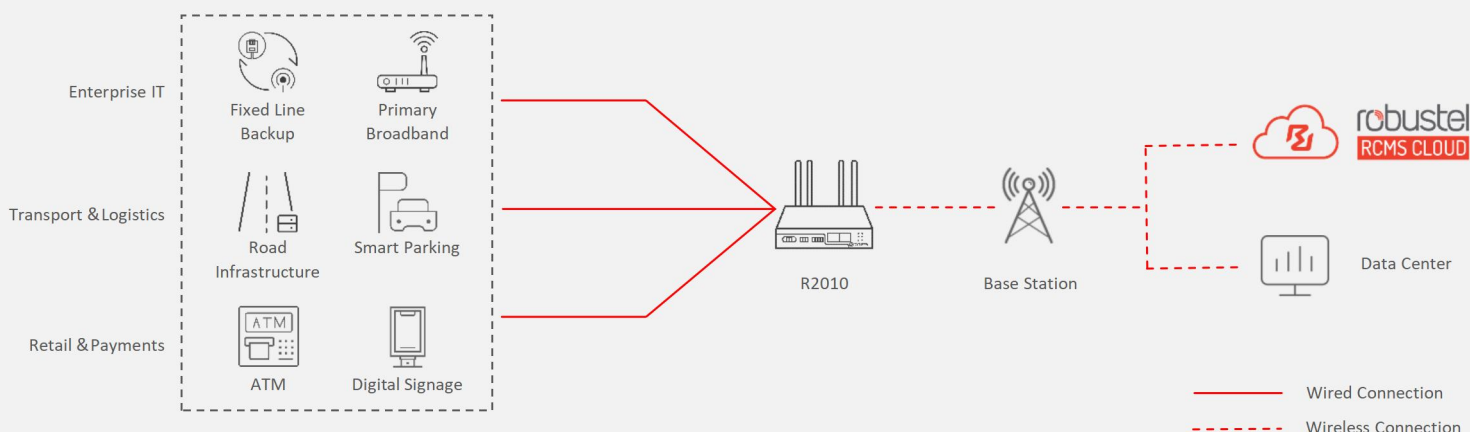 Enterprise IT
Fixed Line
Backup
Primary
Broadband
Transport & Logistics
Road
Infrastructure
Smart Parking
Retail & Payments
ATM
ATM
Digital Signage
R2010
Base Station
robustel
RCMS CLOUD
Data Center
Wired Connection
Wireless Connection